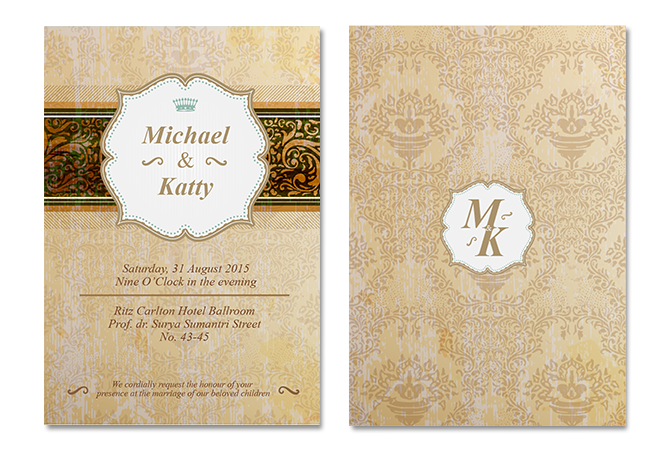 Michael
&
Katty
Saturday, 31 August 2015
Nine O'Clock in the evening
Ritz Carlton Hotel Ballroom
Prof. dr. Surya Sumantri Street
No. 43-45
We cordially request the honour of your
presence at the marriage of our beloved children
M
K